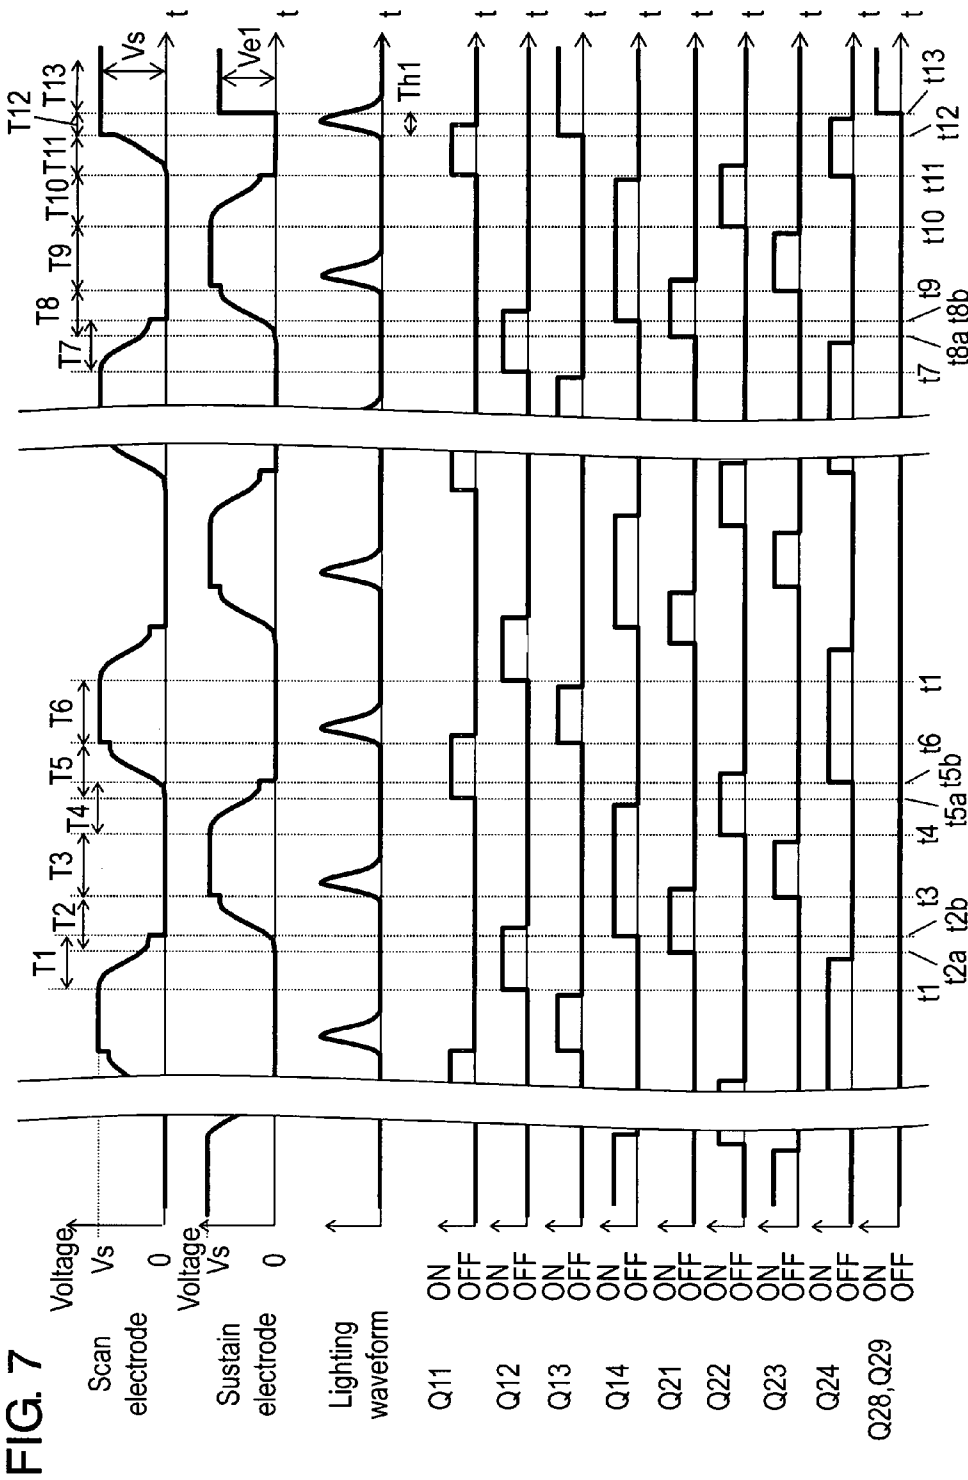 FIG. 7
Scan
electrode
Voltage
Vs
0
T1
T2
T3
T4
T5
T6
T7
T8
T9
T10
T11
T12
T13
Vs
t
Sustain
electrode
Voltage
Vs
0
Ve1
t
Lighting
waveform
Th1
t
Q11
ON
OFF
t
Q12
ON
OFF
t
Q13
ON
OFF
t
Q14
ON
OFF
t
Q21
ON
OFF
t
Q22
ON
OFF
t
Q23
ON
OFF
t
Q24
ON
OFF
t
Q28,Q29
ON
OFF
t
t1
t2a
t2b
t3
t4
t5a
t5b
t6
t1
t7
t8a
t8b
t9
t10
t11
t12
t13